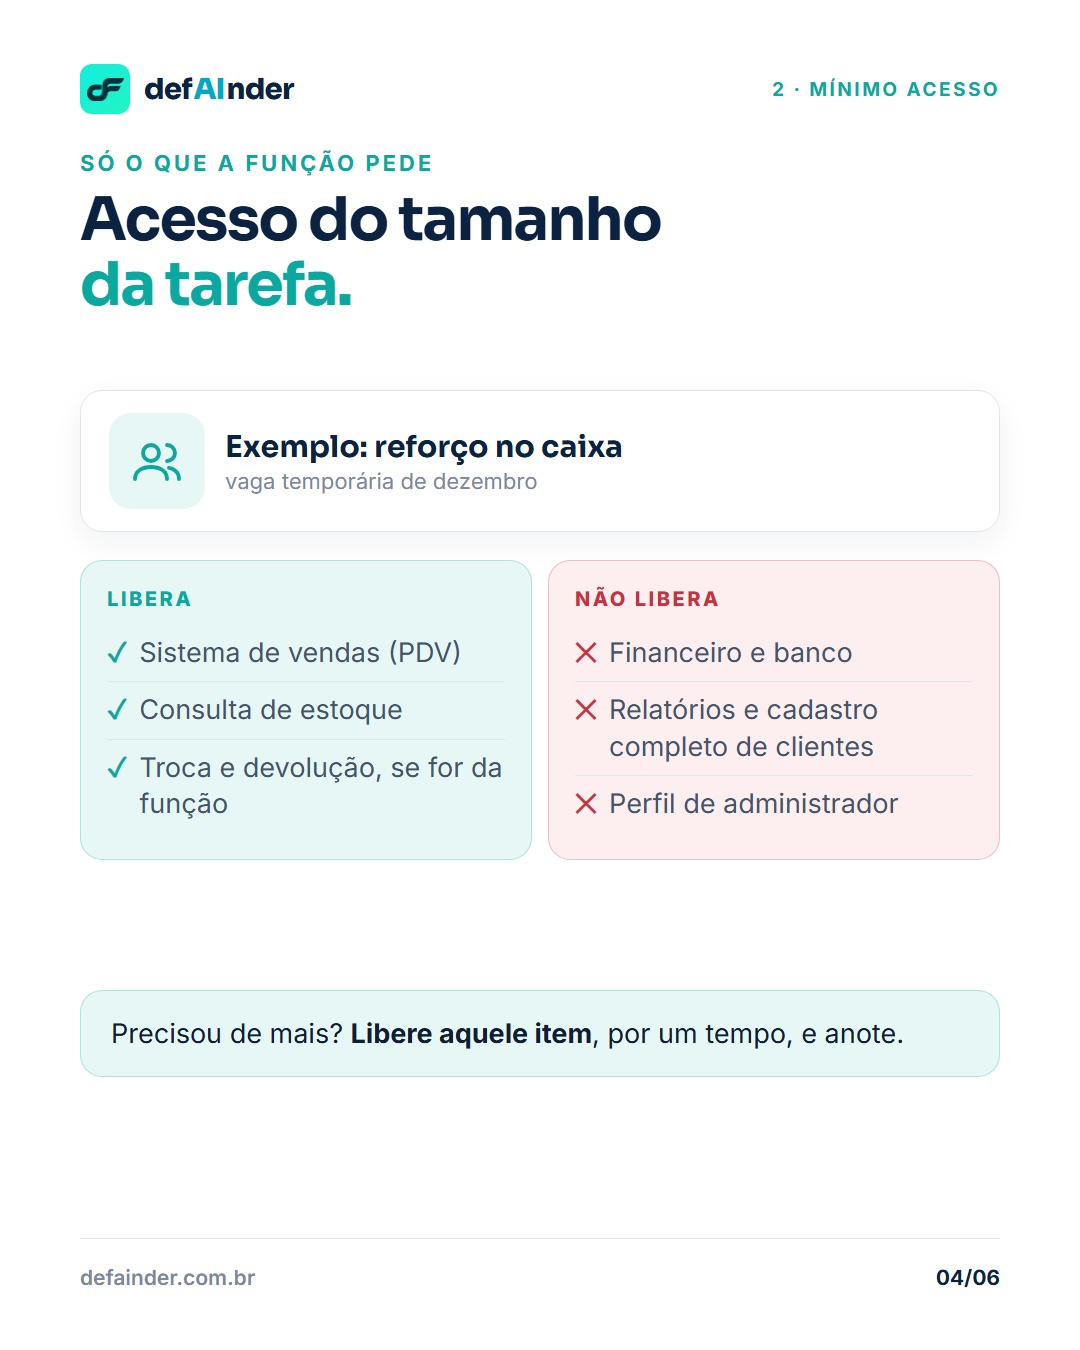 defAInder
2 · MÍNIMO ACESSO
SÓ O QUE A FUNÇÃO PEDE
Acesso do tamanho
da tarefa.
Exemplo: reforço no caixa
vaga temporária de dezembro
LIBERA
✓ Sistema de vendas (PDV)
✓ Consulta de estoque
✓ Troca e devolução, se for da
função
NÃO LIBERA
✕ Financeiro e banco
✕ Relatórios e cadastro
completo de clientes
✕ Perfil de administrador
Precisou de mais? Libere aquele item, por um tempo, e anote.
defainder.com.br
04/06